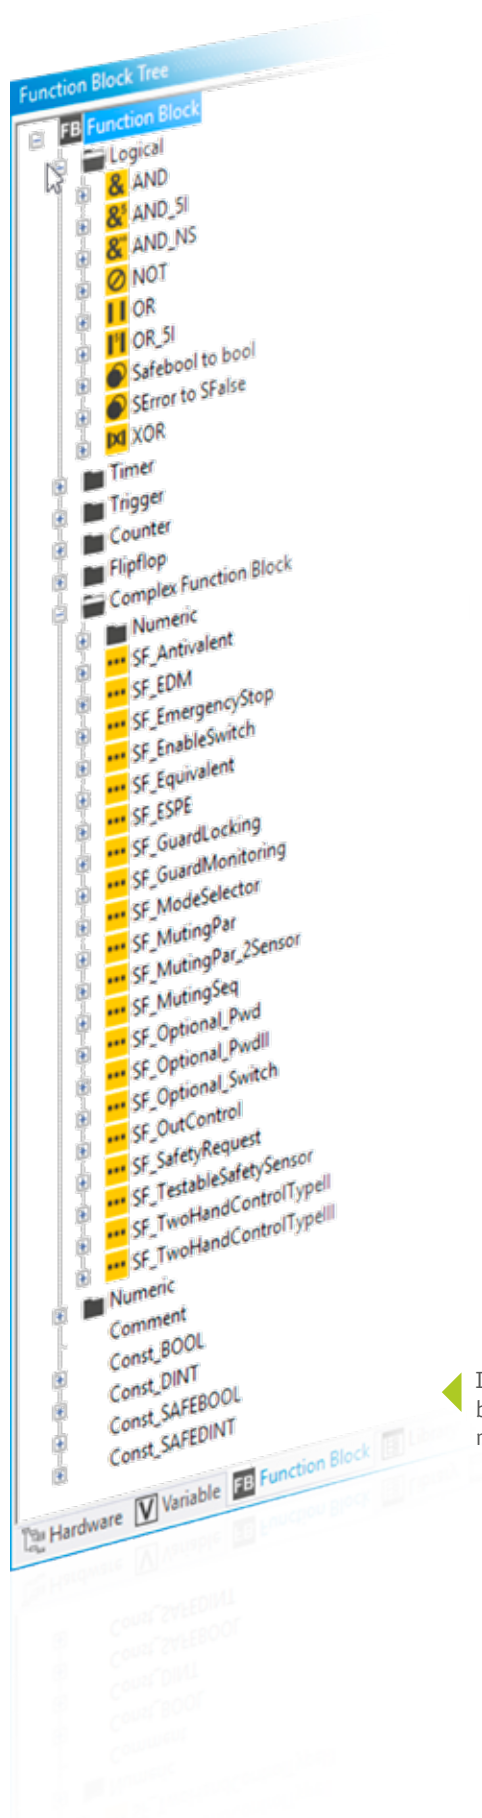 Function Block Tree
FB Function Block
Logical
& AND
&5 AND_5I
& AND_NS
NOT
OR
OR_5I
Safebool to bool
SError to SFalse
XOR
Timer
Trigger
Counter
Flipflop
Complex Function Block
Numeric
SF_Antivalent
SF_EDM
SF_EmergencyStop
SF_EnableSwitch
SF_Equivalent
SF_ESPE
SF_GuardLocking
SF_GuardMonitoring
SF_ModeSelector
SF_MutingPar
SF_MutingPar_2Sensor
SF_MutingSeq
SF_Optional_Pwd
SF_Optional_PwdII
SF_Optional_Switch
SF_OutControl
SF_SafetyRequest
SF_TestableSafetySensor
SF_TwoHandControlTypeII
SF_TwoHandControlTypeIII
Numeric
Comment
Const_BOOL
Const_DINT
Const_SAFEBOOL
Const_SAFEDINT
Hardware V Variable FB Function Block